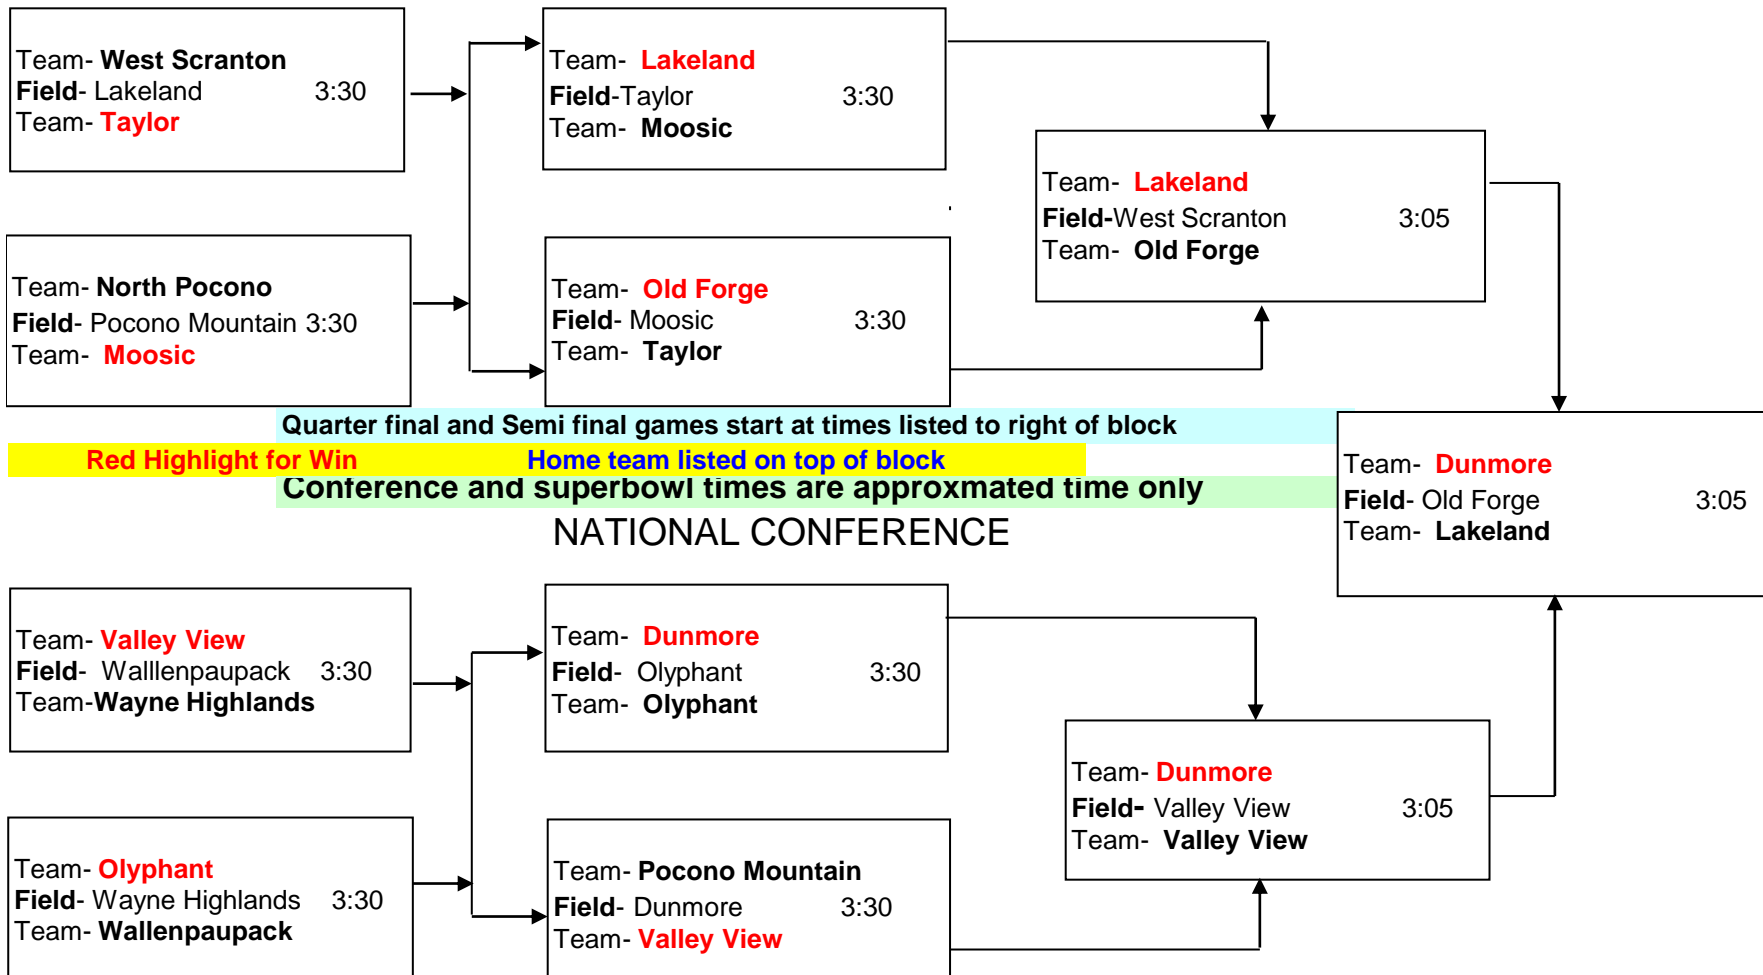 Team- West Scranton
Field- Lakeland 3:30
Team- Taylor
Team- Lakeland
Field-Taylor 3:30
Team- Moosic
Team- Lakeland
Field-West Scranton 3:05
Team- Old Forge
Team- North Pocono
Field- Pocono Mountain 3:30
Team- Moosic
Team- Old Forge
Field- Moosic 3:30
Team- Taylor
Quarter final and Semi final games start at times listed to right of block
Red Highlight for Win Home team listed on top of block
Conference and superbowl times are approxmated time only
NATIONAL CONFERENCE
Team- Dunmore
Field- Old Forge 3:05
Team- Lakeland
Team- Valley View
Field- Walllenpaupack 3:30
Team-Wayne Highlands
Team- Dunmore
Field- Olyphant 3:30
Team- Olyphant
Team- Dunmore
Field- Valley View 3:05
Team- Valley View
Team- Olyphant
Field- Wayne Highlands 3:30
Team- Wallenpaupack
Team- Pocono Mountain
Field- Dunmore 3:30
Team- Valley View